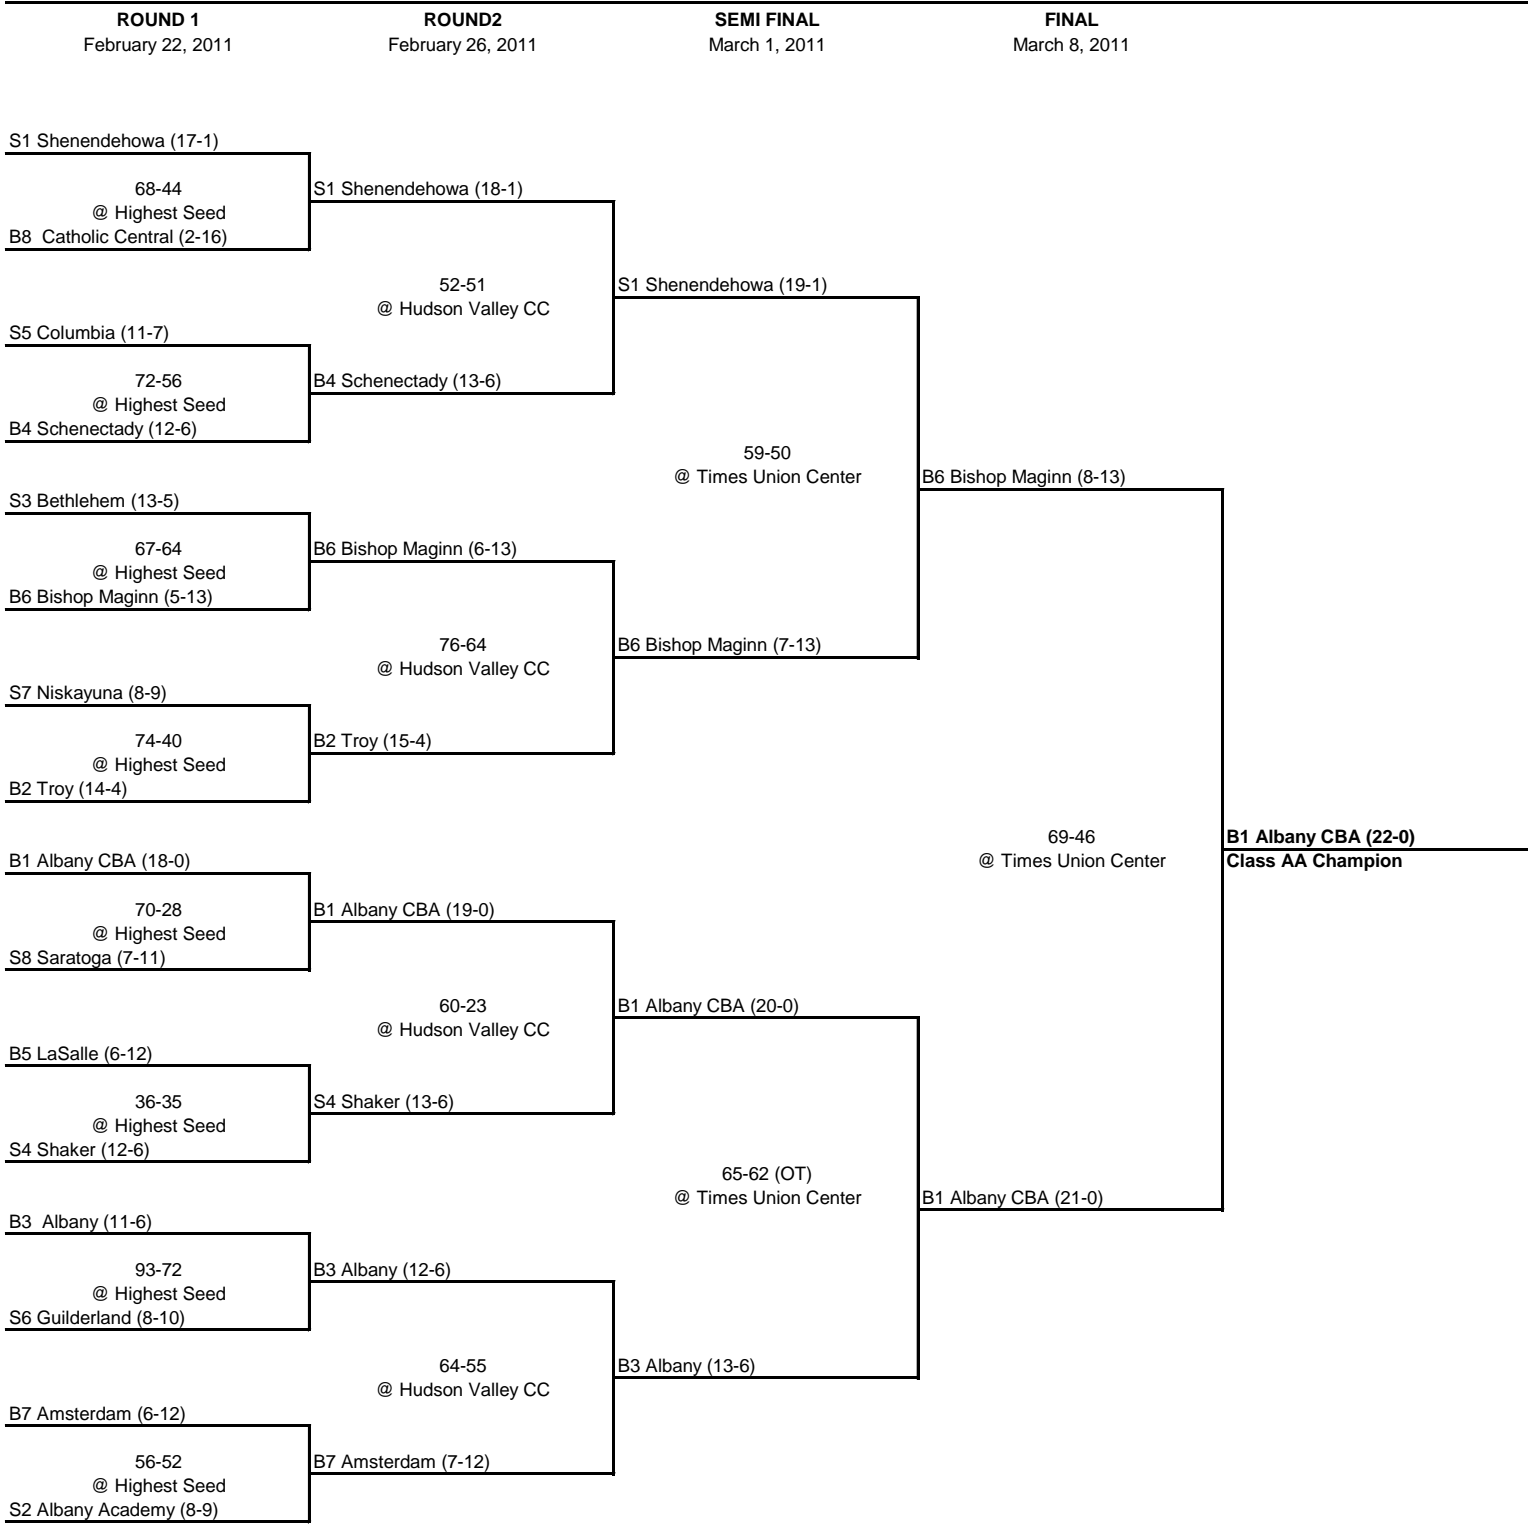 ROUND 1 ROUND2 SEMI FINAL FINAL
February 22, 2011 February 26, 2011 March 1, 2011 March 8, 2011
S1 Shenendehowa (17-1)
68-44 S1 Shenendehowa (18-1)
@ Highest Seed
B8  Catholic Central (2-16)
52-51 S1 Shenendehowa (19-1)
@ Hudson Valley CC
S5 Columbia (11-7)
72-56 B4 Schenectady (13-6)
@ Highest Seed
B4 Schenectady (12-6)
59-50
@ Times Union Center B6 Bishop Maginn (8-13)
S3 Bethlehem (13-5)
67-64 B6 Bishop Maginn (6-13)
@ Highest Seed
B6 Bishop Maginn (5-13)
76-64 B6 Bishop Maginn (7-13)
@ Hudson Valley CC
S7 Niskayuna (8-9)
74-40 B2 Troy (15-4)
@ Highest Seed
B2 Troy (14-4)
69-46 B1 Albany CBA (22-0)
B1 Albany CBA (18-0) @ Times Union Center Class AA Champion
70-28 B1 Albany CBA (19-0)
@ Highest Seed
S8 Saratoga (7-11)
60-23 B1 Albany CBA (20-0)
@ Hudson Valley CC
B5 LaSalle (6-12)
36-35 S4 Shaker (13-6)
@ Highest Seed
S4 Shaker (12-6)
65-62 (OT)
@ Times Union Center B1 Albany CBA (21-0)
B3  Albany (11-6)
93-72 B3 Albany (12-6)
@ Highest Seed
S6 Guilderland (8-10)
64-55 B3 Albany (13-6)
@ Hudson Valley CC
B7 Amsterdam (6-12)
56-52 B7 Amsterdam (7-12)
@ Highest Seed
S2 Albany Academy (8-9)